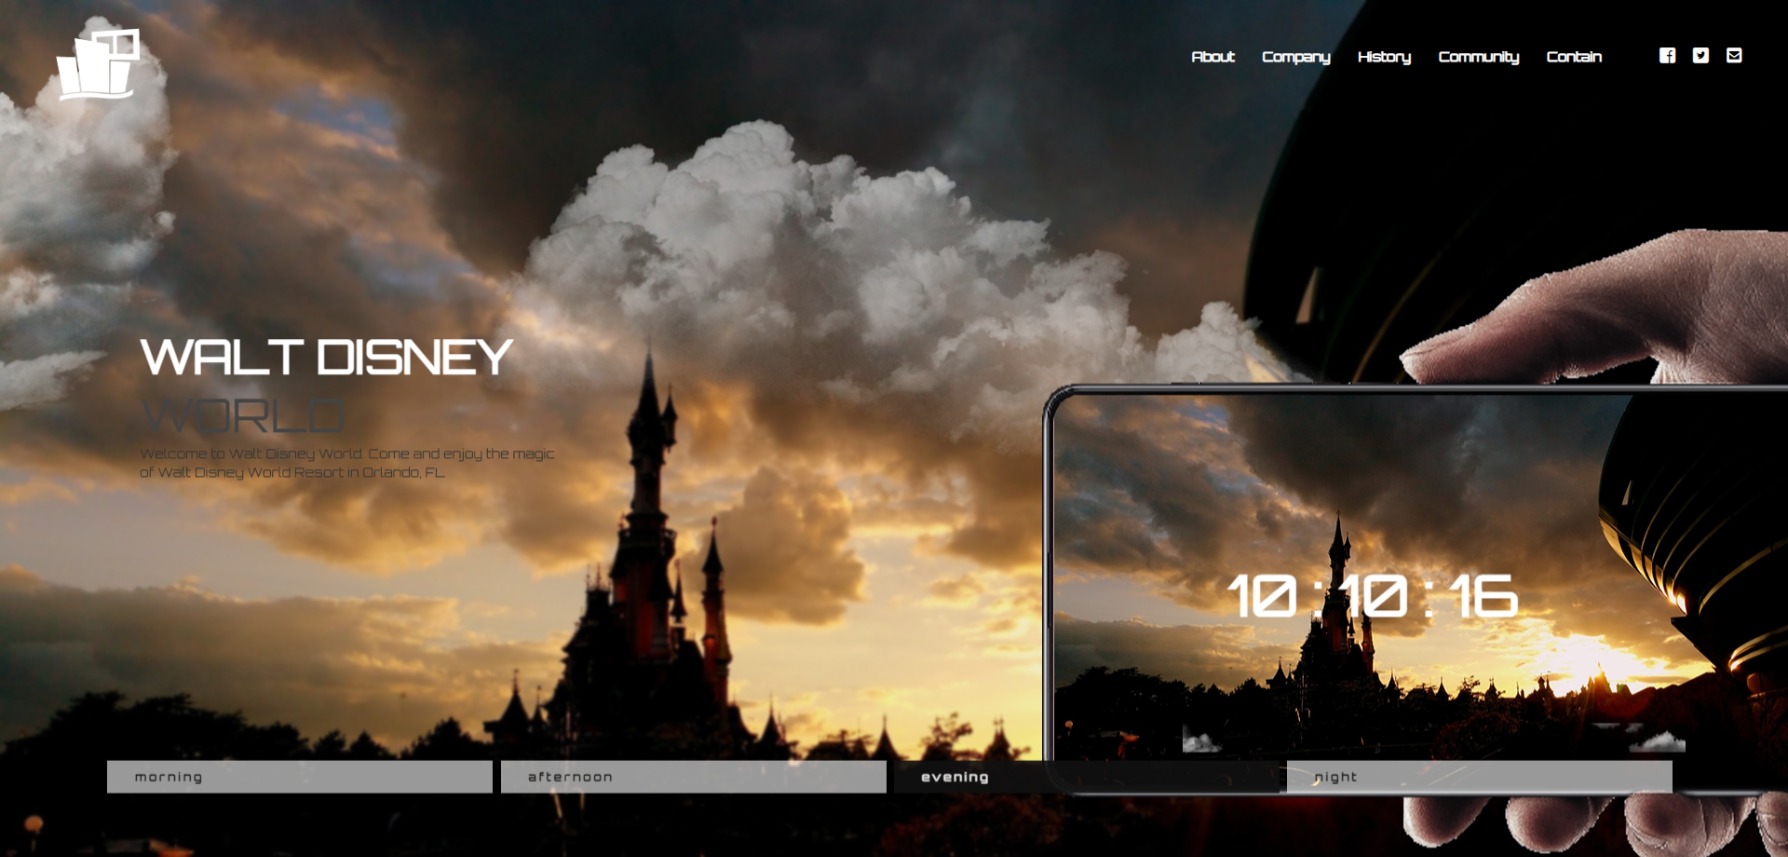 About Company History Community Contain
WALT DISNEY
WORLD
Welcome to Walt Disney World. Come and enjoy the magic
of Walt Disney World Resort in Orlando, FL
10 : 10 : 16
morning afternoon evening night